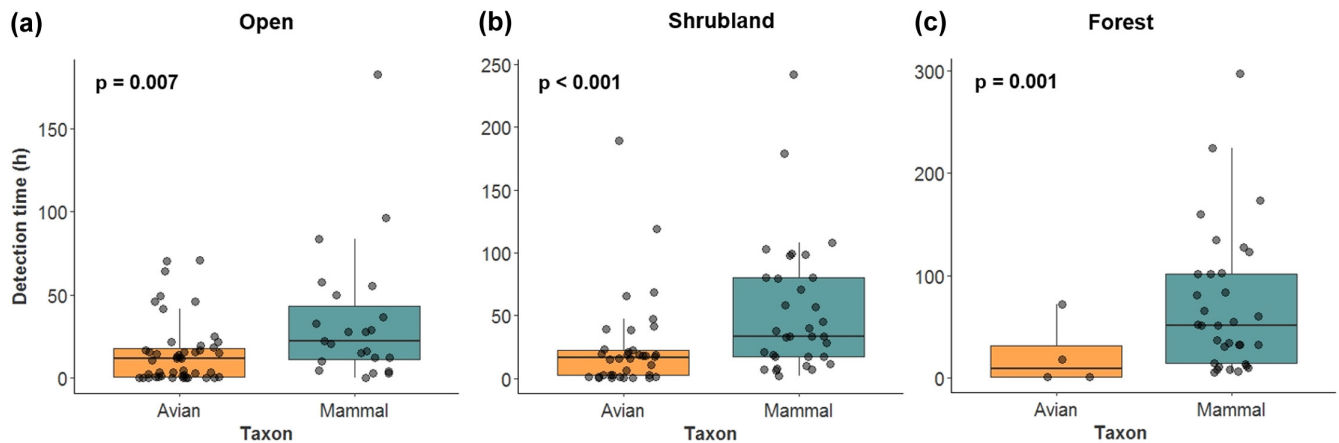 (a) Open
p = 0.007
Detection time (h)
150
100
50
0
Avian Mammal
Taxon
(b) Shrubland
p < 0.001
250
200
150
100
50
0
Avian Mammal
Taxon
(c) Forest
p = 0.001
300
200
100
0
Avian Mammal
Taxon